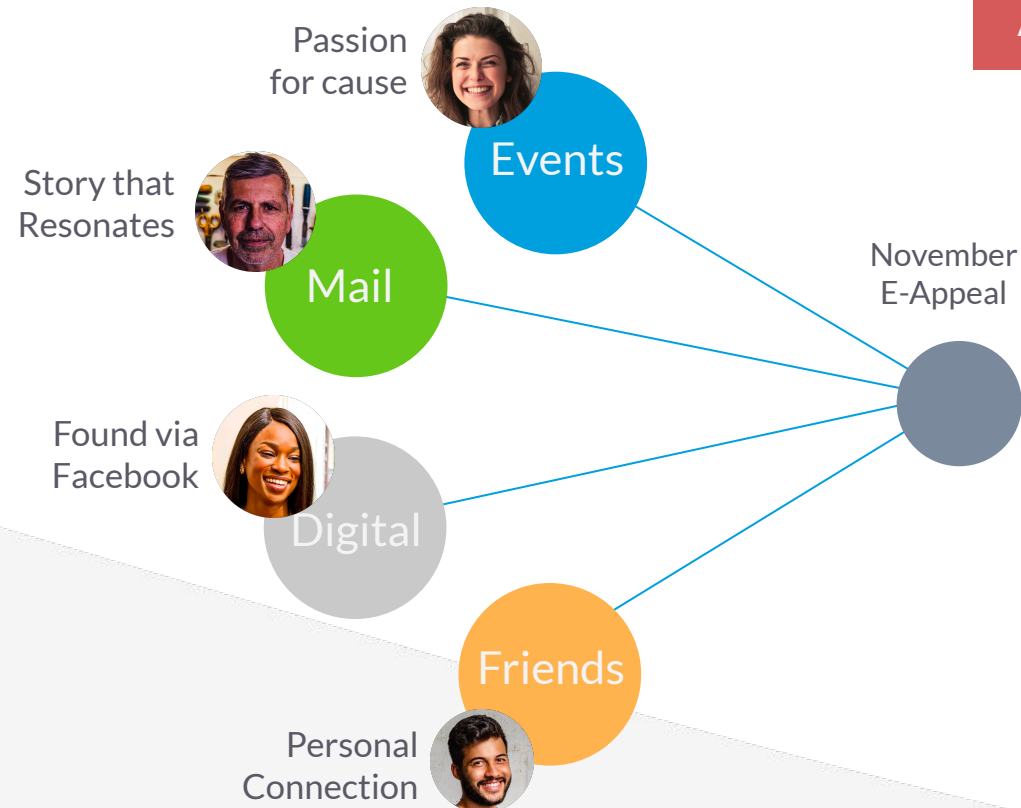 Passion
for cause
Events
Story that
Resonates
Mail
November
E-Appeal
Found via
Facebook
Digital
Friends
Personal
Connection